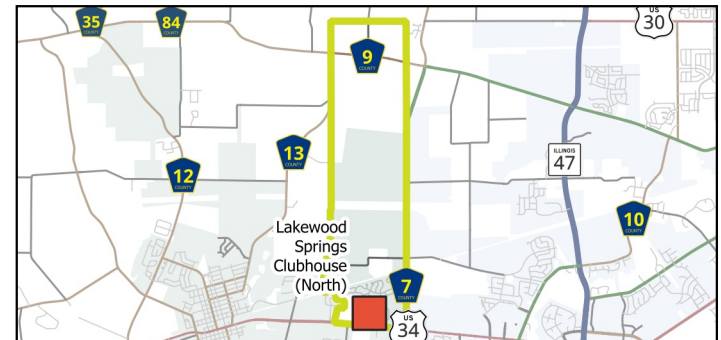 35
COUNTY
84
COUNTY
US
30
9
COUNTY
13
COUNTY
ILLINOIS
47
12
COUNTY
10
COUNTY
Lakewood
Springs
Clubhouse
(North)
7
COUNTY
US
34